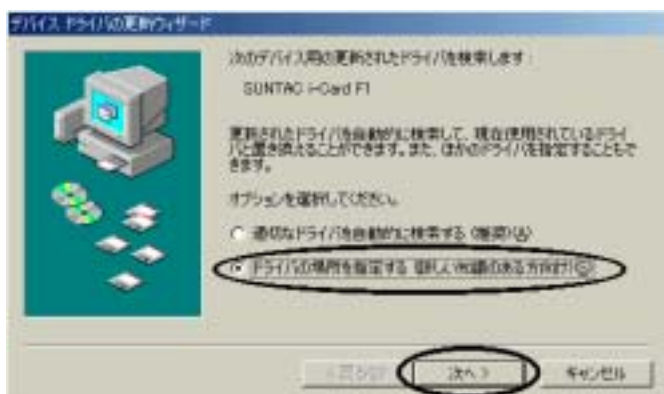 デバイス ドライバの更新ウィザード
次のデバイス用の更新されたドライバを検索します :
SUNTAC i-Card F1
更新されたドライバを自動的に検索して、現在使用されているドライ
バと置き換えることができます。また、ほかのドライバを指定することもで
きます。
オプションを選択してください。
適切なドライバを自動的に検索する (推奨)(A)
ドライバの場所を指定する (詳しい知識のある方向け)(S)
< 戻る(B)
次へ >
キャンセル